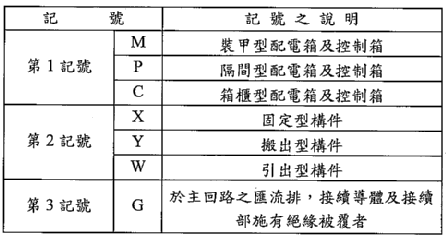 記 號 記號之說明
第1記號 M 裝甲型配電箱及控制箱
P 隔間型配電箱及控制箱
C 箱櫃型配電箱及控制箱
第2記號 X 固定型構件
Y 搬出型構件
W 引出型構件
第3記號 G 於主回路之匯流排，接續導體及接續
部施有絕緣被覆者